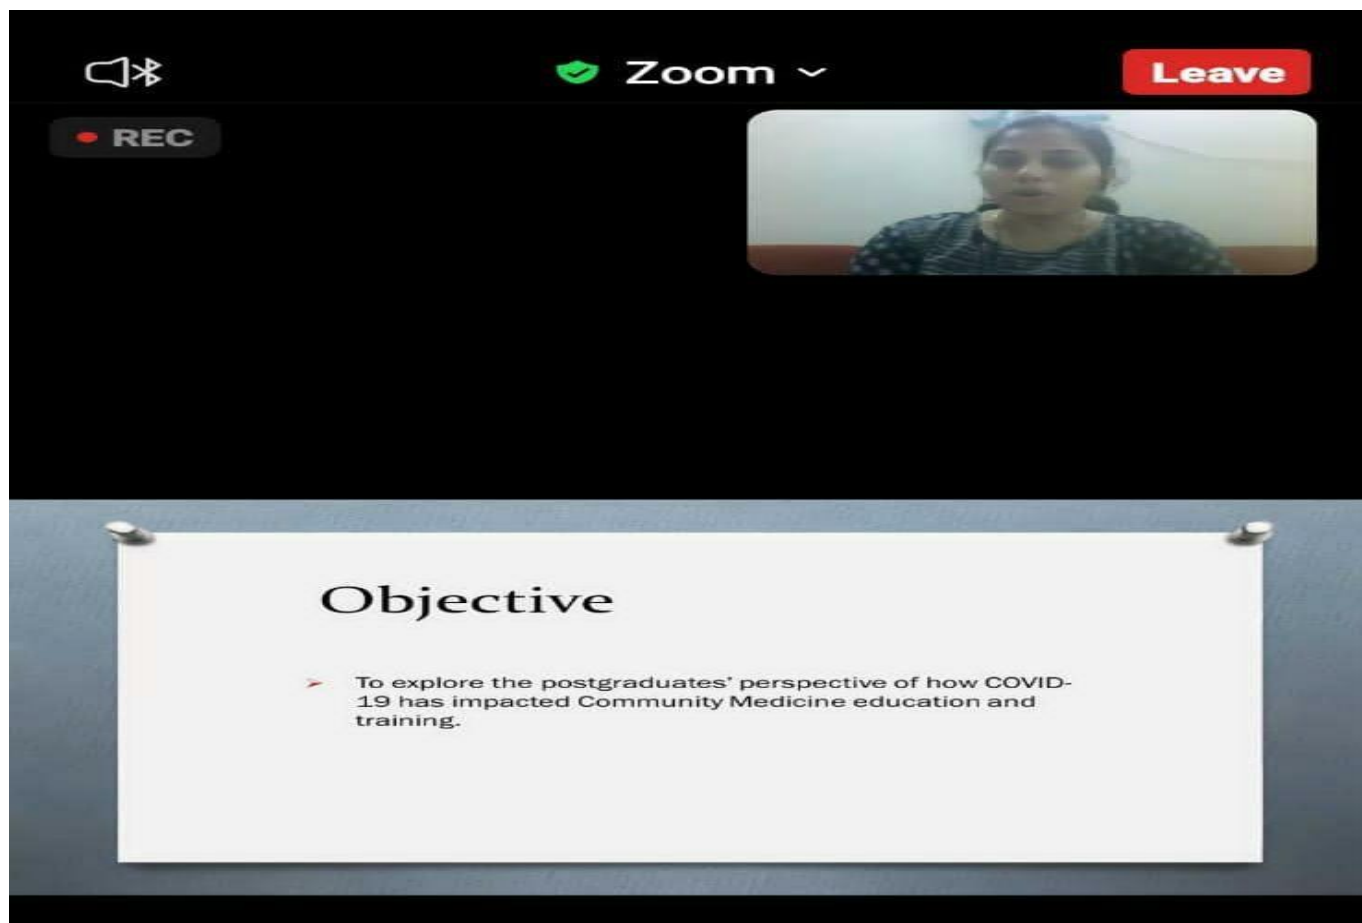 Zoom
Leave
REC
Objective
To explore the postgraduates' perspective of how COVID-
19 has impacted Community Medicine education and
training.